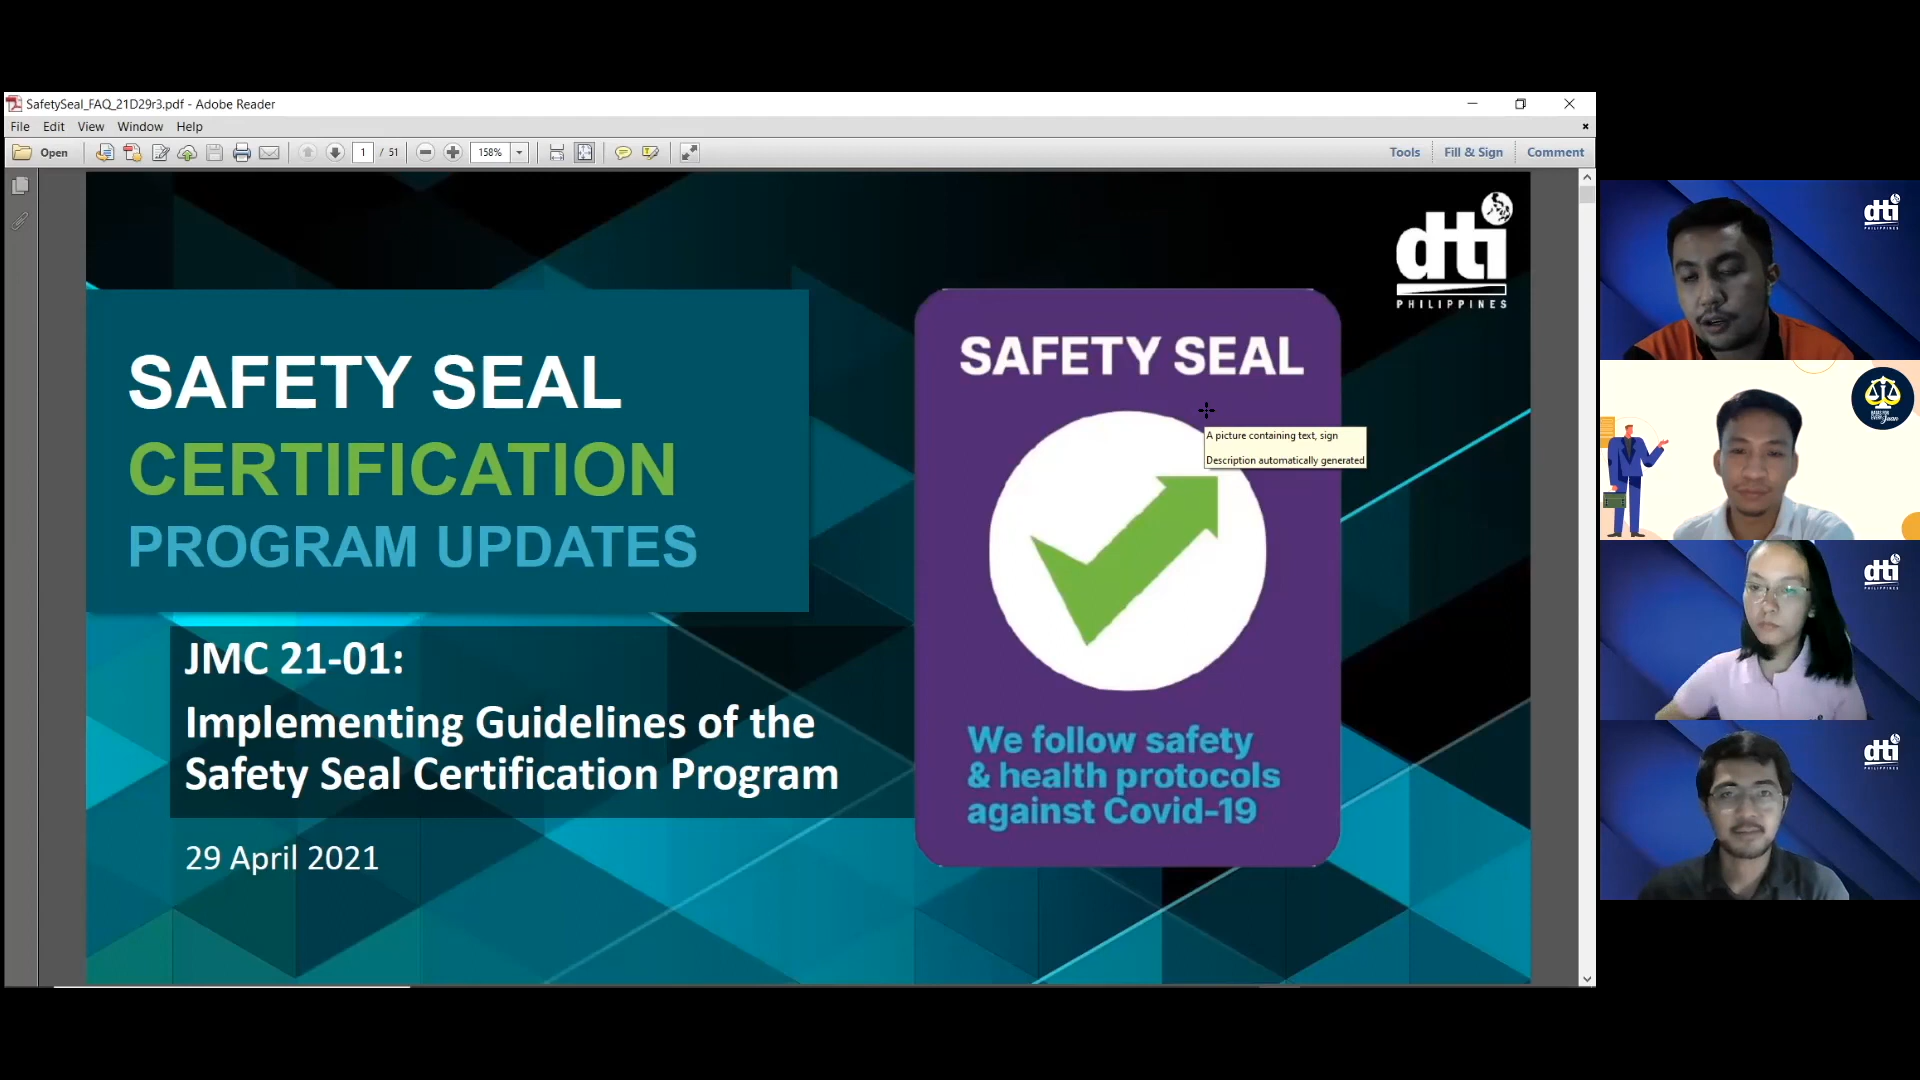 SafetySeal_FAQ_21D29r3.pdf - Adobe Reader
File Edit View Window Help
Open 1 / 51 158% Tools Fill & Sign Comment
dti
PHILIPPINES
SAFETY SEAL
CERTIFICATION
PROGRAM UPDATES
JMC 21-01:
Implementing Guidelines of the
Safety Seal Certification Program
29 April 2021
SAFETY SEAL
A picture containing text, sign
Description automatically generated
We follow safety
& health protocols
against Covid-19
dti
PHILIPPINES
dti
PHILIPPINES
dti
PHILIPPINES